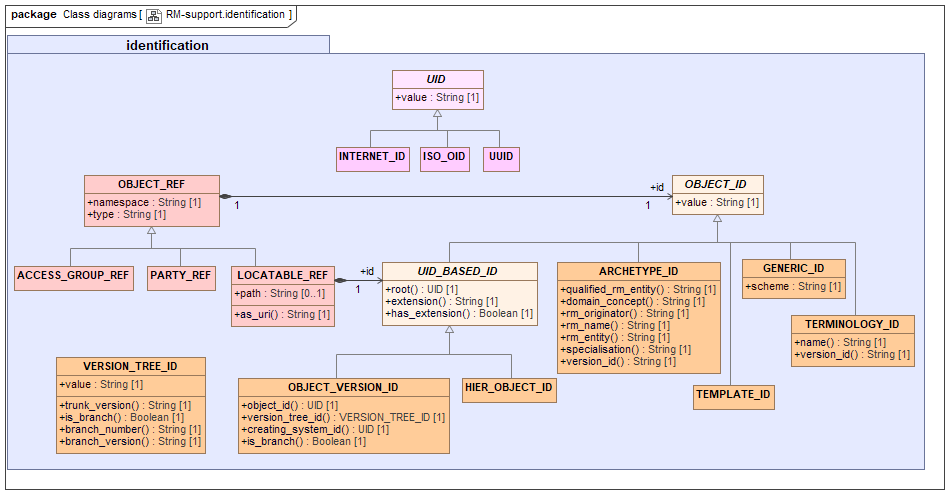 package Class diagrams [ RM-support.identification ]
identification
UID
+value : String [1]
INTERNET_ID
ISO_OID
UUID
OBJECT_REF
+namespace : String [1]
+type : String [1]
1
+id
1
OBJECT_ID
+value : String [1]
ACCESS_GROUP_REF
PARTY_REF
LOCATABLE_REF
+path : String [0..1]
+as_uri() : String [1]
+id
1
UID_BASED_ID
+root() : UID [1]
+extension() : String [1]
+has_extension() : Boolean [1]
ARCHETYPE_ID
+qualified_rm_entity() : String [1]
+domain_concept() : String [1]
+rm_originator() : String [1]
+rm_name() : String [1]
+rm_entity() : String [1]
+specialisation() : String [1]
+version_id() : String [1]
GENERIC_ID
+scheme : String [1]
TERMINOLOGY_ID
+name() : String [1]
+version_id() : String [1]
VERSION_TREE_ID
+value : String [1]
+trunk_version() : String [1]
+is_branch() : Boolean [1]
+branch_number() : String [1]
+branch_version() : String [1]
OBJECT_VERSION_ID
+object_id() : UID [1]
+version_tree_id() : VERSION_TREE_ID [1]
+creating_system_id() : UID [1]
+is_branch() : Boolean [1]
HIER_OBJECT_ID
TEMPLATE_ID